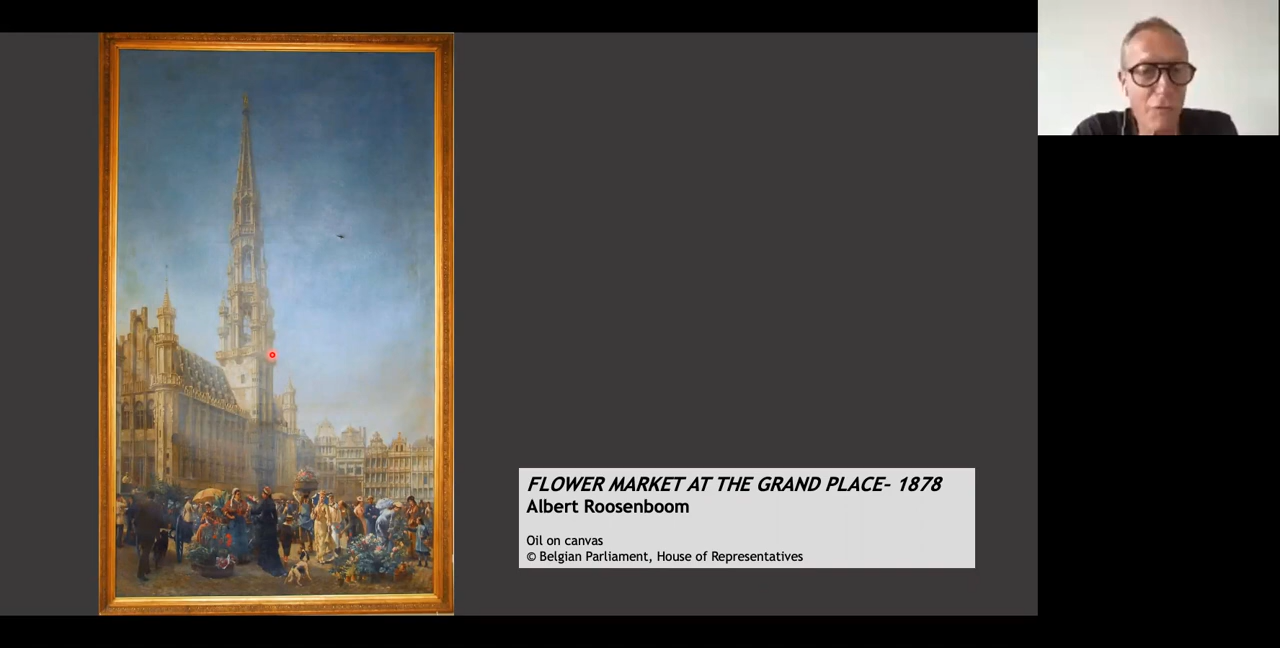 FLOWER MARKET AT THE GRAND PLACE- 1878
Albert Roosenboom
Oil on canvas
© Belgian Parliament, House of Representatives